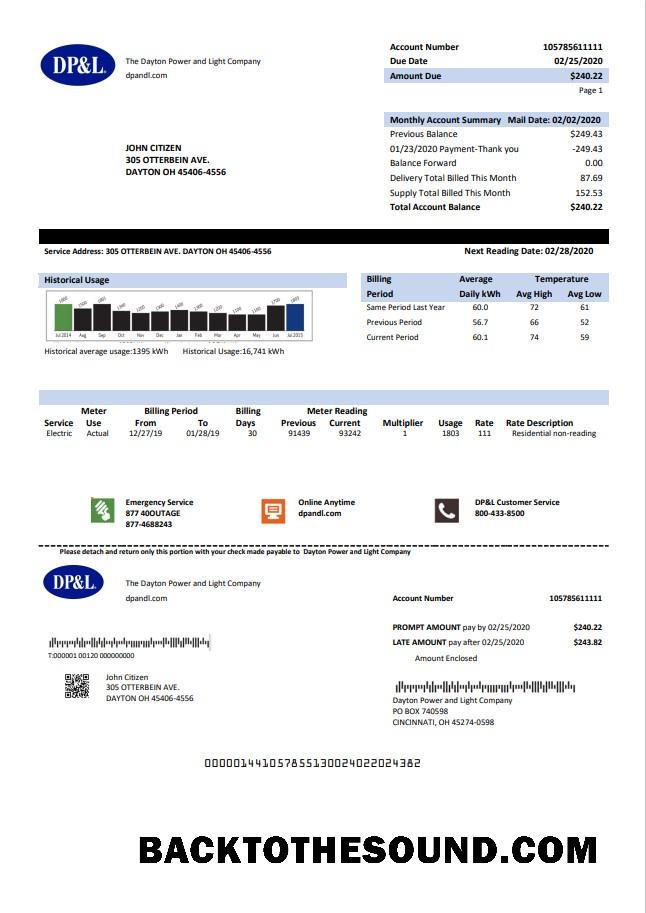 DP&L.
The Dayton Power and Light Company
dpandl.com
Account Number 105785611111
Due Date 02/25/2020
Amount Due $240.22
Page 1
Monthly Account Summary Mail Date: 02/02/2020
Previous Balance $249.43
01/23/2020 Payment-Thank you -249.43
Balance Forward 0.00
Delivery Total Billed This Month 87.69
Supply Total Billed This Month 152.53
Total Account Balance $240.22
JOHN CITIZEN
305 OTTERBEIN AVE.
DAYTON OH 45406-4556
Service Address: 305 OTTERBEIN AVE. DAYTON OH 45406-4556 Next Reading Date: 02/28/2020
Historical Usage
Jul 2014 Aug Sep Oct Nov Dec Jan Feb Mar Apr May Jun Jul 2015
Historical average usage:1395 kWh Historical Usage:16,741 kWh
Billing Average Temperature
Period Daily kWh Avg High Avg Low
Same Period Last Year 60.0 72 61
Previous Period 56.7 66 52
Current Period 60.1 74 59
Meter Billing Period Billing Meter Reading
Service Use From To Days Previous Current Multiplier Usage Rate Rate Description
Electric Actual 12/27/19 01/28/19 30 91439 93242 1 1803 111 Residential non-reading
Emergency Service
877 40OUTAGE
877-4688243
Online Anytime
dpandl.com
DP&L Customer Service
800-433-8500
Please detach and return only this portion with your check made payable to Dayton Power and Light Company
DP&L.
The Dayton Power and Light Company
dpandl.com
Account Number 105785611111
PROMPT AMOUNT pay by 02/25/2020 $240.22
LATE AMOUNT pay after 02/25/2020 $243.82
Amount Enclosed
T:000001 00120 000000000
John Citizen
305 OTTERBEIN AVE.
DAYTON OH 45406-4556
Dayton Power and Light Company
PO BOX 740598
CINCINNATI, OH 45274-0598
000001441057855130024022024382
BACKTOTHESOUND.COM